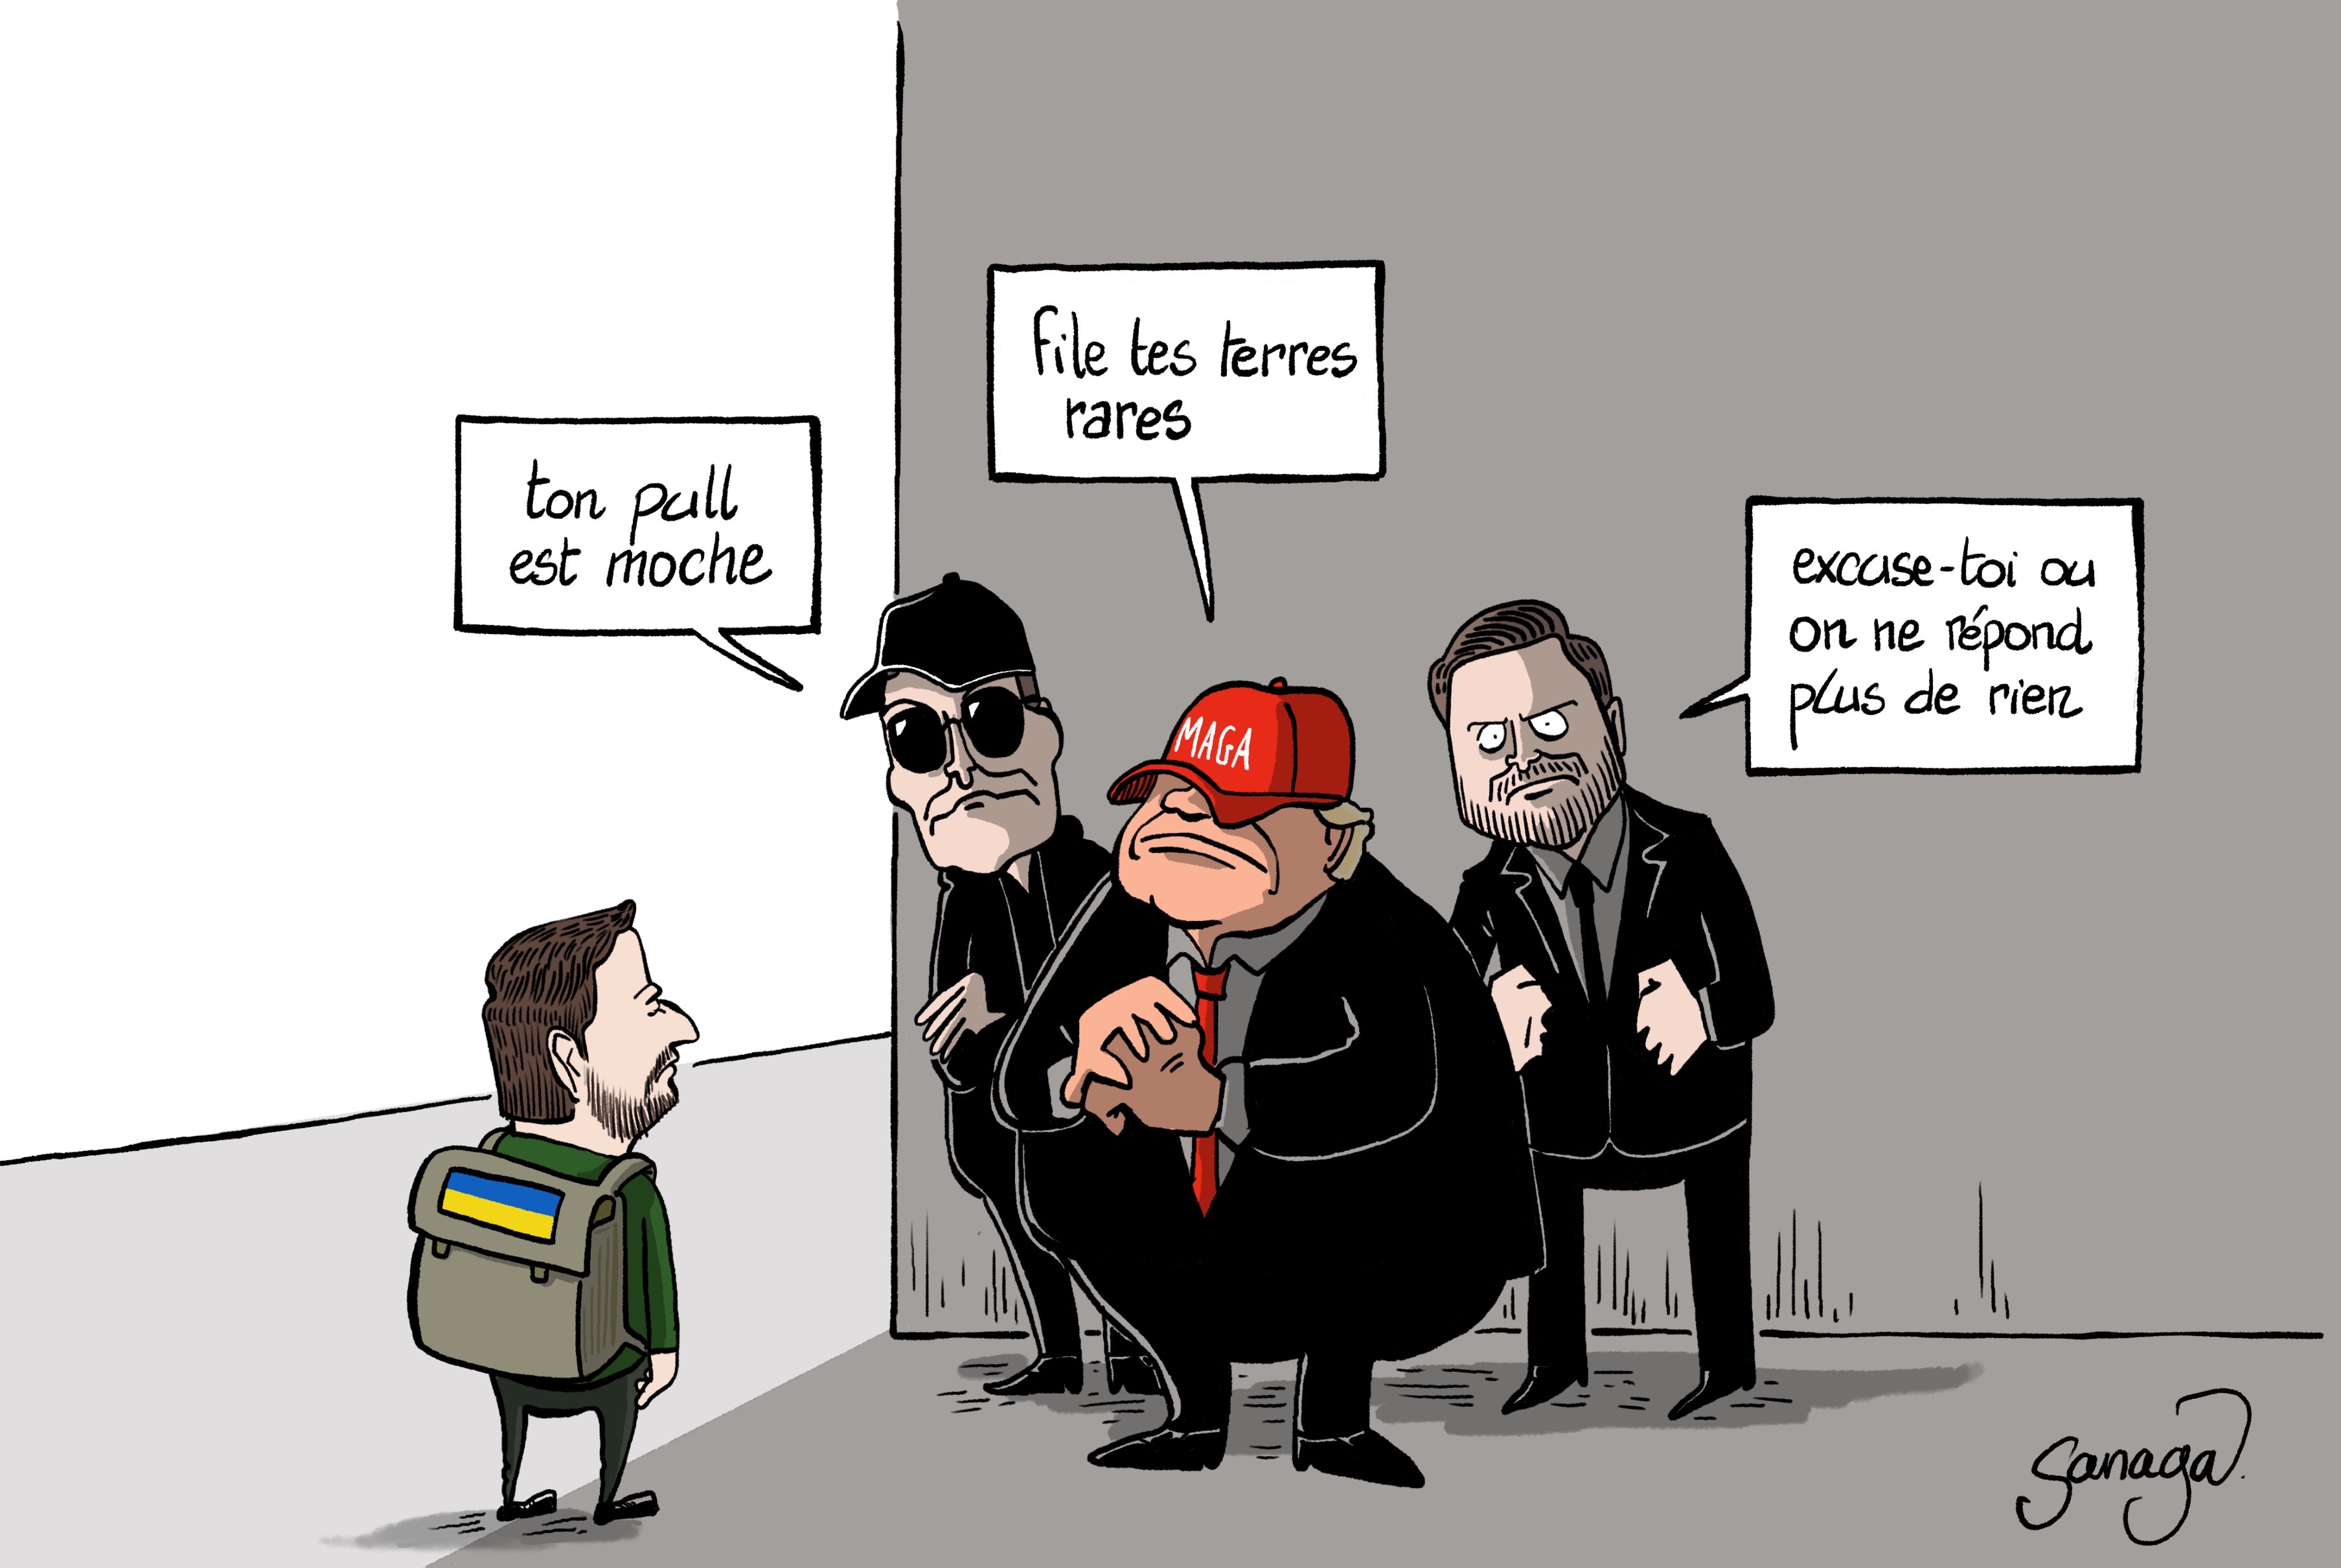 ton pull
est moche
file tes terres
rares
excuse-toi ou
on ne répond
plus de rien
MAGA
Sanaga